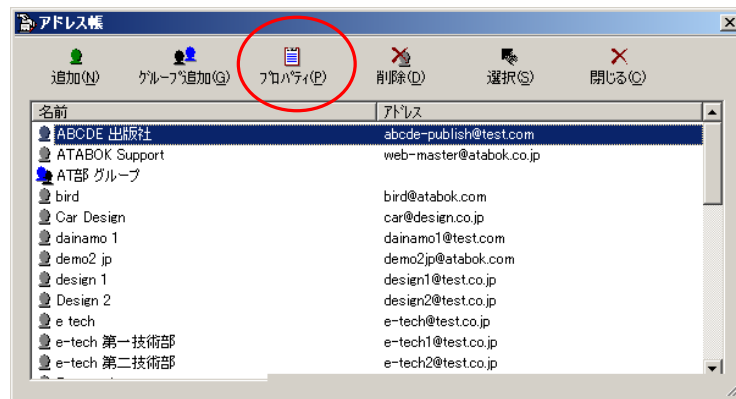 アドレス帳
追加(N) グループ追加(G) プロパティ(P) 削除(D) 選択(S) 閉じる(C)
名前 アドレス
ABCDE 出版社 abcde-publish@test.com
ATABOK Support web-master@atabok.co.jp
AT部 グループ
bird bird@atabok.com
Car Design car@design.co.jp
dainamo 1 dainamo1@test.com
demo2 jp demo2jp@atabok.com
design 1 design1@test.co.jp
Design 2 design2@test.co.jp
e tech e-tech@test.co.jp
e-tech 第一技術部 e-tech1@test.co.jp
e-tech 第二技術部 e-tech2@test.co.jp